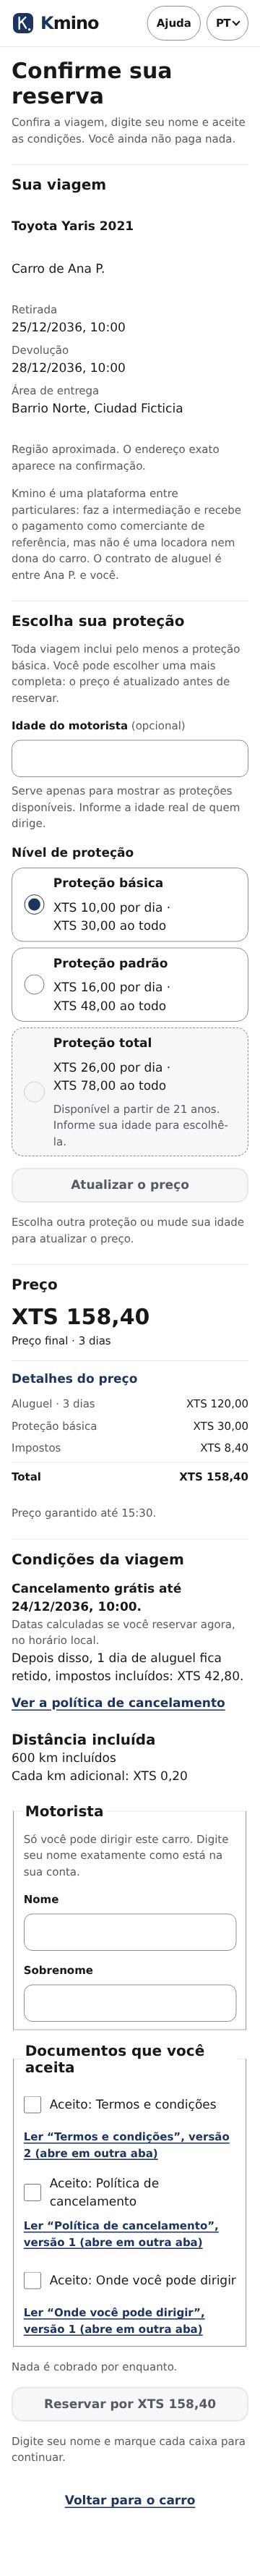 Kmino
Ajuda
PT
Confirme sua
reserva
Confira a viagem, digite seu nome e aceite
as condições. Você ainda não paga nada.
Sua viagem
Toyota Yaris 2021
Carro de Ana P.
Retirada
25/12/2036, 10:00
Devolução
28/12/2036, 10:00
Área de entrega
Barrio Norte, Ciudad Ficticia
Região aproximada. O endereço exato
aparece na confirmação.
Kmino é uma plataforma entre
particulares: faz a intermediação e recebe
o pagamento como comerciante de
referência, mas não é uma locadora nem
dona do carro. O contrato de aluguel é
entre Ana P. e você.
Escolha sua proteção
Toda viagem inclui pelo menos a proteção
básica. Você pode escolher uma mais
completa: o preço é atualizado antes de
reservar.
Idade do motorista (opcional)
Serve apenas para mostrar as proteções
disponíveis. Informe a idade real de quem
dirige.
Nível de proteção
Proteção básica
XTS 10,00 por dia ·
XTS 30,00 ao todo
Proteção padrão
XTS 16,00 por dia ·
XTS 48,00 ao todo
Proteção total
XTS 26,00 por dia ·
XTS 78,00 ao todo
Disponível a partir de 21 anos.
Informe sua idade para escolhê-
la.
Atualizar o preço
Escolha outra proteção ou mude sua idade
para atualizar o preço.
Preço
XTS 158,40
Preço final · 3 dias
Detalhes do preço
Aluguel · 3 dias XTS 120,00
Proteção básica XTS 30,00
Impostos XTS 8,40
Total XTS 158,40
Preço garantido até 15:30.
Condições da viagem
Cancelamento grátis até
24/12/2036, 10:00.
Datas calculadas se você reservar agora,
no horário local.
Depois disso, 1 dia de aluguel fica
retido, impostos incluídos: XTS 42,80.
Ver a política de cancelamento
Distância incluída
600 km incluídos
Cada km adicional: XTS 0,20
Motorista
Só você pode dirigir este carro. Digite
seu nome exatamente como está na
sua conta.
Nome
Sobrenome
Documentos que você
aceita
Aceito: Termos e condições
Ler “Termos e condições”, versão
2 (abre em outra aba)
Aceito: Política de
cancelamento
Ler “Política de cancelamento”,
versão 1 (abre em outra aba)
Aceito: Onde você pode dirigir
Ler “Onde você pode dirigir”,
versão 1 (abre em outra aba)
Nada é cobrado por enquanto.
Reservar por XTS 158,40
Digite seu nome e marque cada caixa para
continuar.
Voltar para o carro